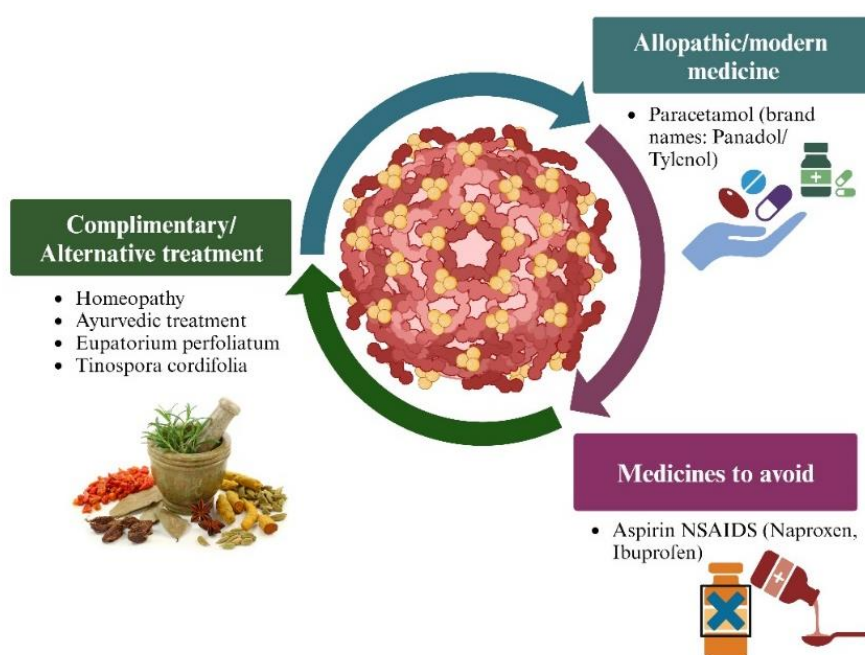 Allopathic/modern
medicine
• Paracetamol (brand
names: Panadol/
Tylenol)
Complimentary/
Alternative treatment
• Homeopathy
• Ayurvedic treatment
• Eupatorium perfoliatum
• Tinospora cordifolia
Medicines to avoid
• Aspirin NSAIDS (Naproxen,
Ibuprofen)